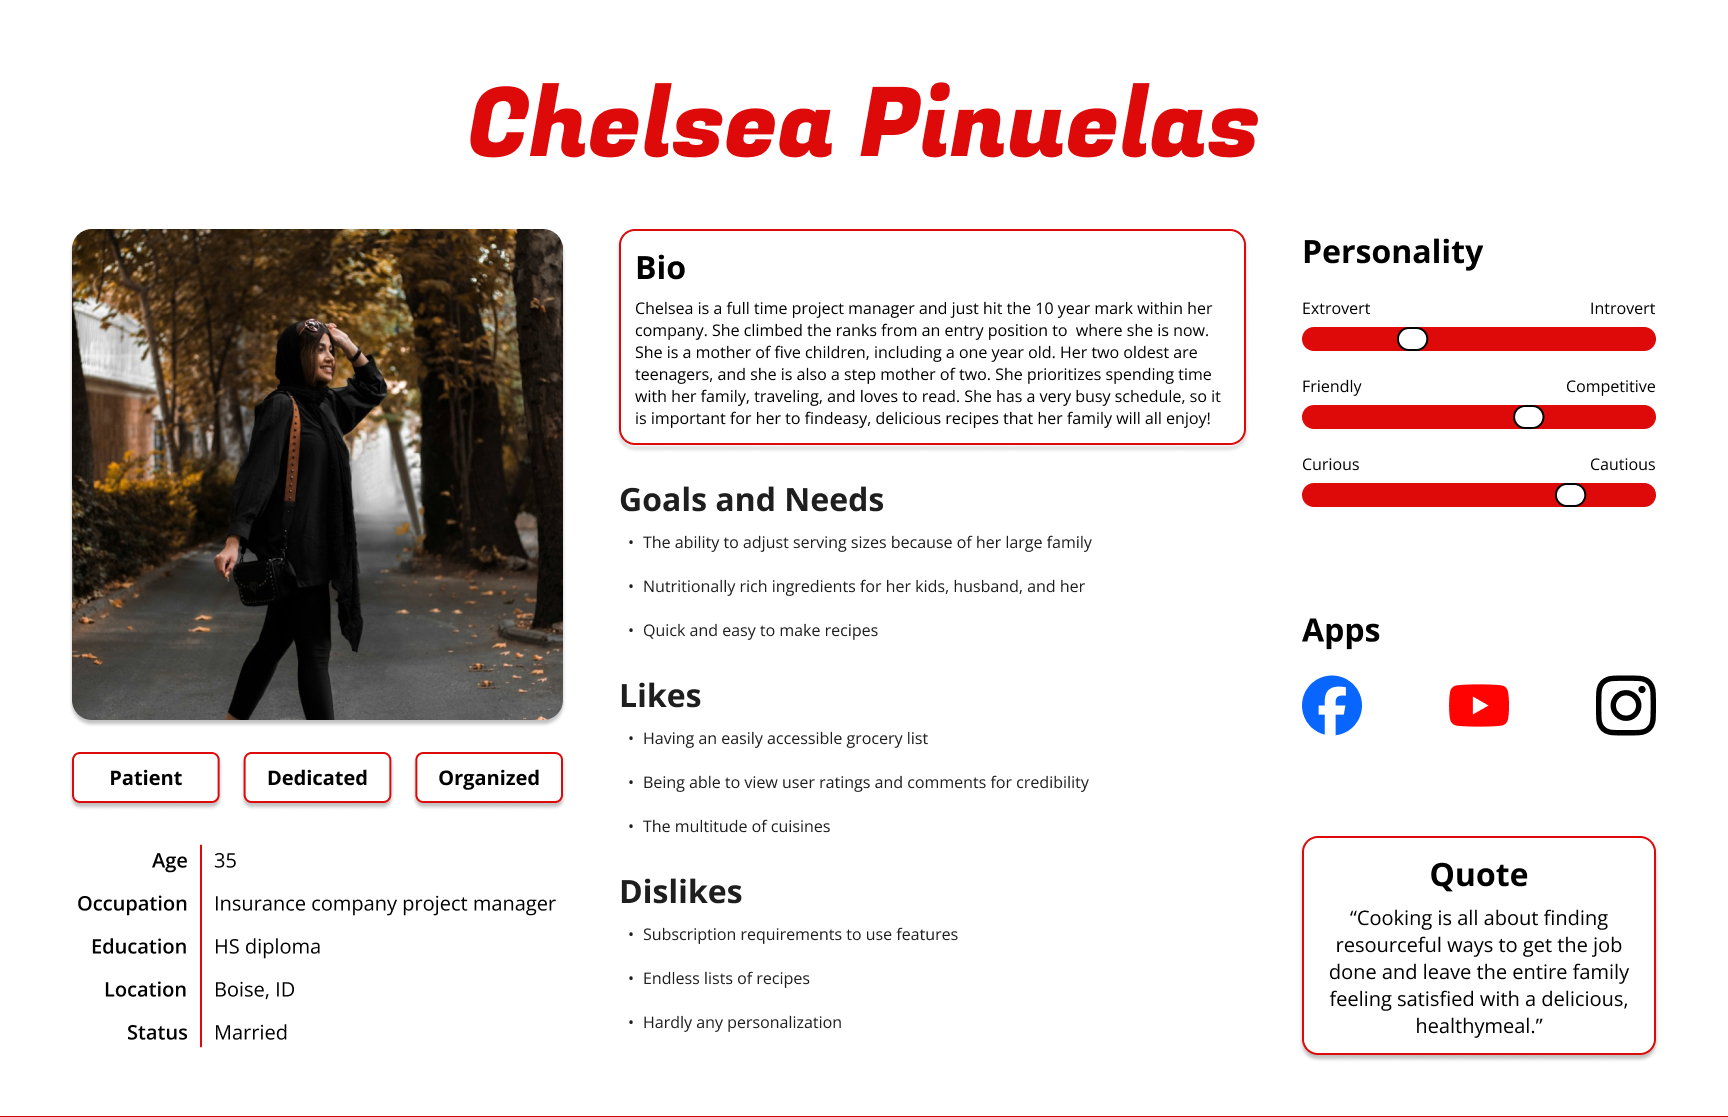 Chelsea Pinuelas
Patient
Dedicated
Organized
Age 35
Occupation Insurance company project manager
Education HS diploma
Location Boise, ID
Status Married
Bio
Chelsea is a full time project manager and just hit the 10 year mark within her
company. She climbed the ranks from an entry position to  where she is now.
She is a mother of five children, including a one year old. Her two oldest are
teenagers, and she is also a step mother of two. She prioritizes spending time
with her family, traveling, and loves to read. She has a very busy schedule, so it
is important for her to findeasy, delicious recipes that her family will all enjoy!
Goals and Needs
• The ability to adjust serving sizes because of her large family
• Nutritionally rich ingredients for her kids, husband, and her
• Quick and easy to make recipes
Likes
• Having an easily accessible grocery list
• Being able to view user ratings and comments for credibility
• The multitude of cuisines
Dislikes
• Subscription requirements to use features
• Endless lists of recipes
• Hardly any personalization
Personality
Extrovert Introvert
Friendly Competitive
Curious Cautious
Apps
Quote
“Cooking is all about finding
resourceful ways to get the job
done and leave the entire family
feeling satisfied with a delicious,
healthymeal.”